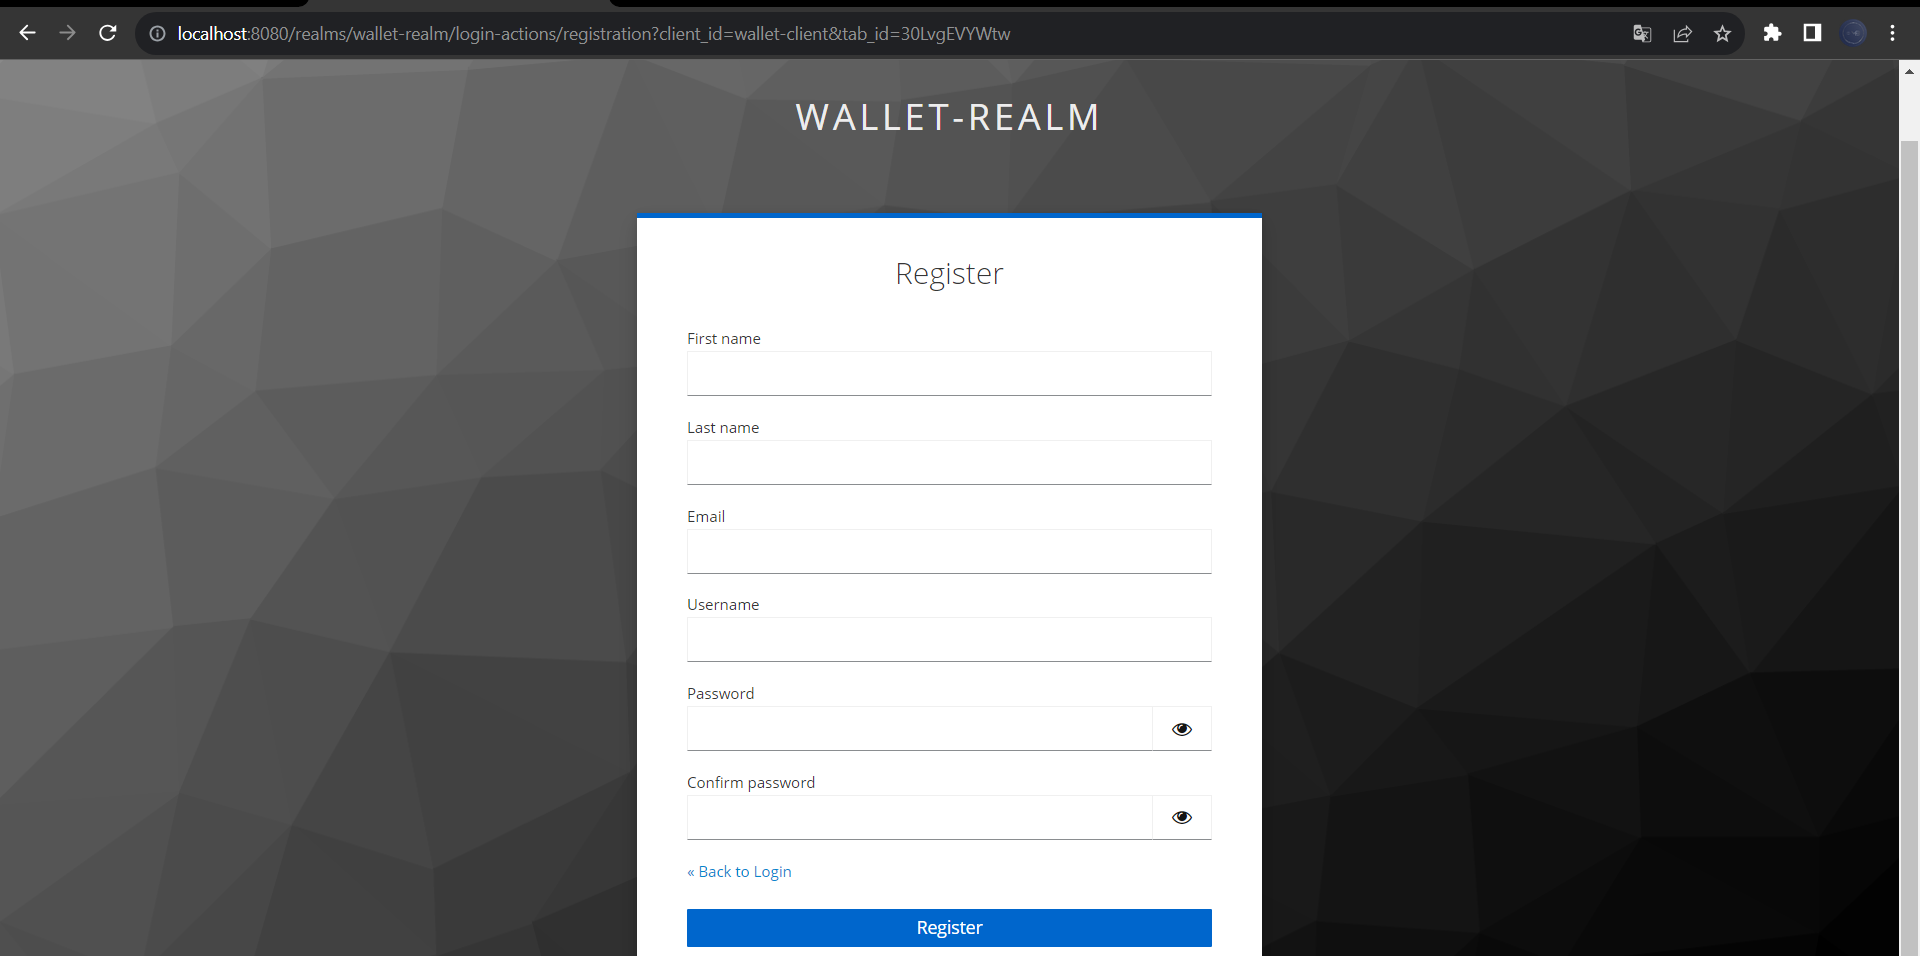 localhost:8080/realms/wallet-realm/login-actions/registration?client_id=wallet-client&tab_id=30LvgEVYWtw
WALLET-REALM
Register
First name
Last name
Email
Username
Password
Confirm password
« Back to Login
Register